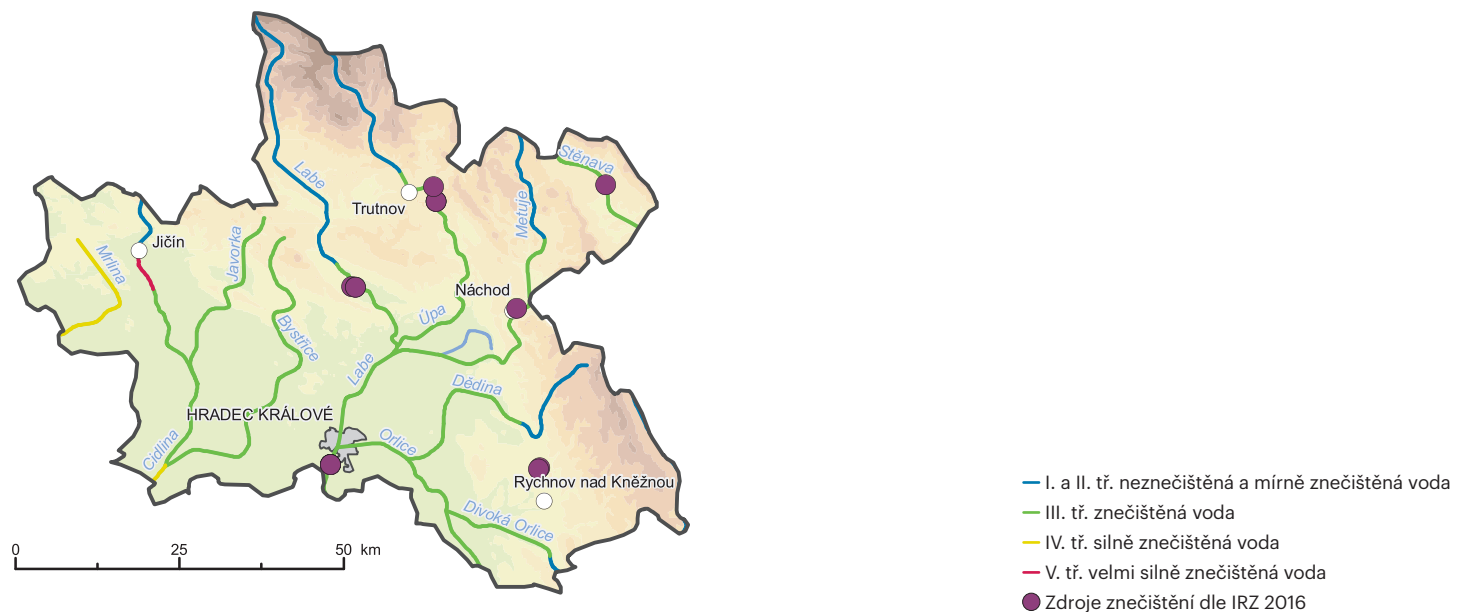 Stěnava
Labe
Metuje
Trutnov
Jičín
Javorka
Mrlina
Náchod
Úpa
Bystřice
Labe
Dědina
HRADEC KRÁLOVÉ
Orlice
Cidlina
Rychnov nad Kněžnou
Divoká Orlice
0 25 50 km
I. a II. tř. neznečištěná a mírně znečištěná voda
III. tř. znečištěná voda
IV. tř. silně znečištěná voda
V. tř. velmi silně znečištěná voda
Zdroje znečištění dle IRZ 2016